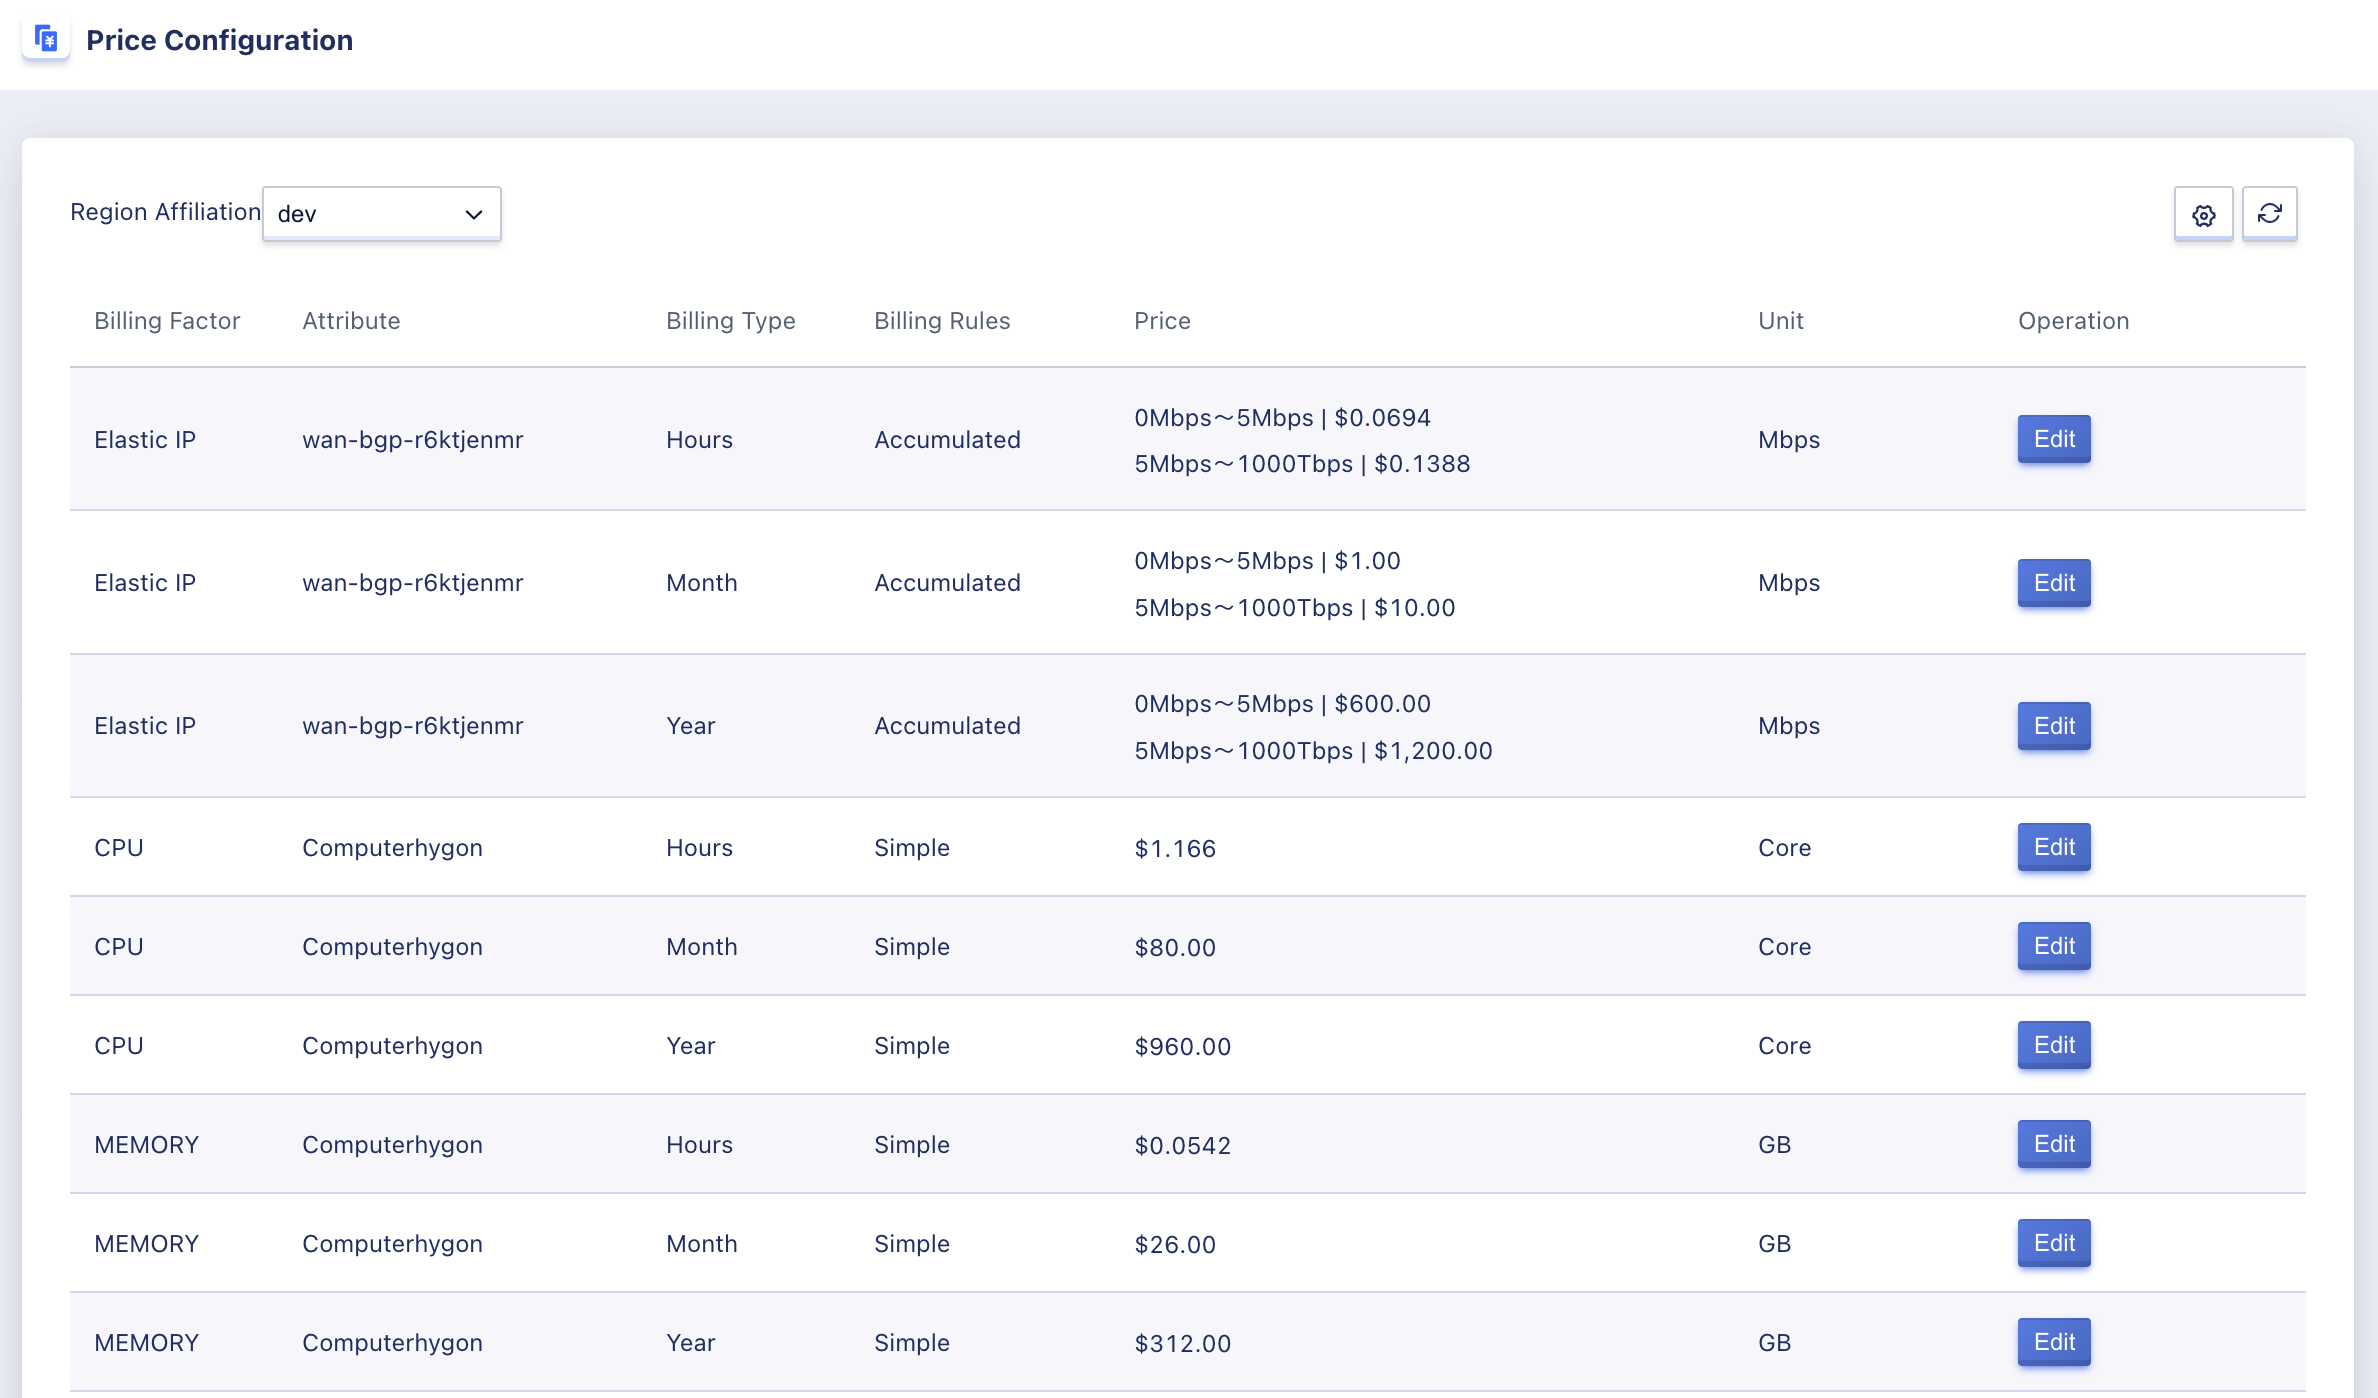 Price Configuration
Region Affiliation dev
Billing Factor Attribute Billing Type Billing Rules Price Unit Operation
0Mbps～5Mbps | $0.0694
Elastic IP wan-bgp-r6ktjenmr Hours Accumulated Mbps Edit
5Mbps～1000Tbps | $0.1388
0Mbps～5Mbps | $1.00
Elastic IP wan-bgp-r6ktjenmr Month Accumulated Mbps Edit
5Mbps～1000Tbps | $10.00
0Mbps～5Mbps | $600.00
Elastic IP wan-bgp-r6ktjenmr Year Accumulated Mbps Edit
5Mbps～1000Tbps | $1,200.00
CPU Computerhygon Hours Simple $1.166 Core Edit
CPU Computerhygon Month Simple $80.00 Core Edit
CPU Computerhygon Year Simple $960.00 Core Edit
MEMORY Computerhygon Hours Simple $0.0542 GB Edit
MEMORY Computerhygon Month Simple $26.00 GB Edit
MEMORY Computerhygon Year Simple $312.00 GB Edit